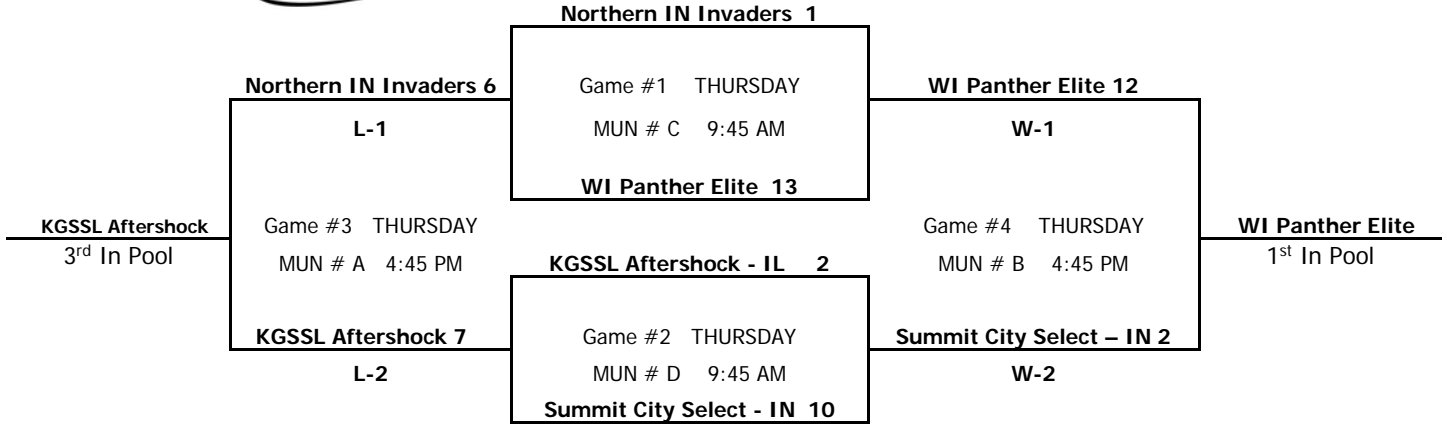 Northern IN Invaders 1
Northern IN Invaders 6
Game #1 THURSDAY
WI Panther Elite 12
L-1
MUN # C 9:45 AM
W-1
WI Panther Elite 13
KGSSL Aftershock
Game #3 THURSDAY
Game #4 THURSDAY
WI Panther Elite
3rd In Pool
MUN # A 4:45 PM
KGSSL Aftershock - IL 2
MUN # B 4:45 PM
1st In Pool
KGSSL Aftershock 7
Game #2 THURSDAY
Summit City Select – IN 2
L-2
MUN # D 9:45 AM
W-2
Summit City Select - IN 10